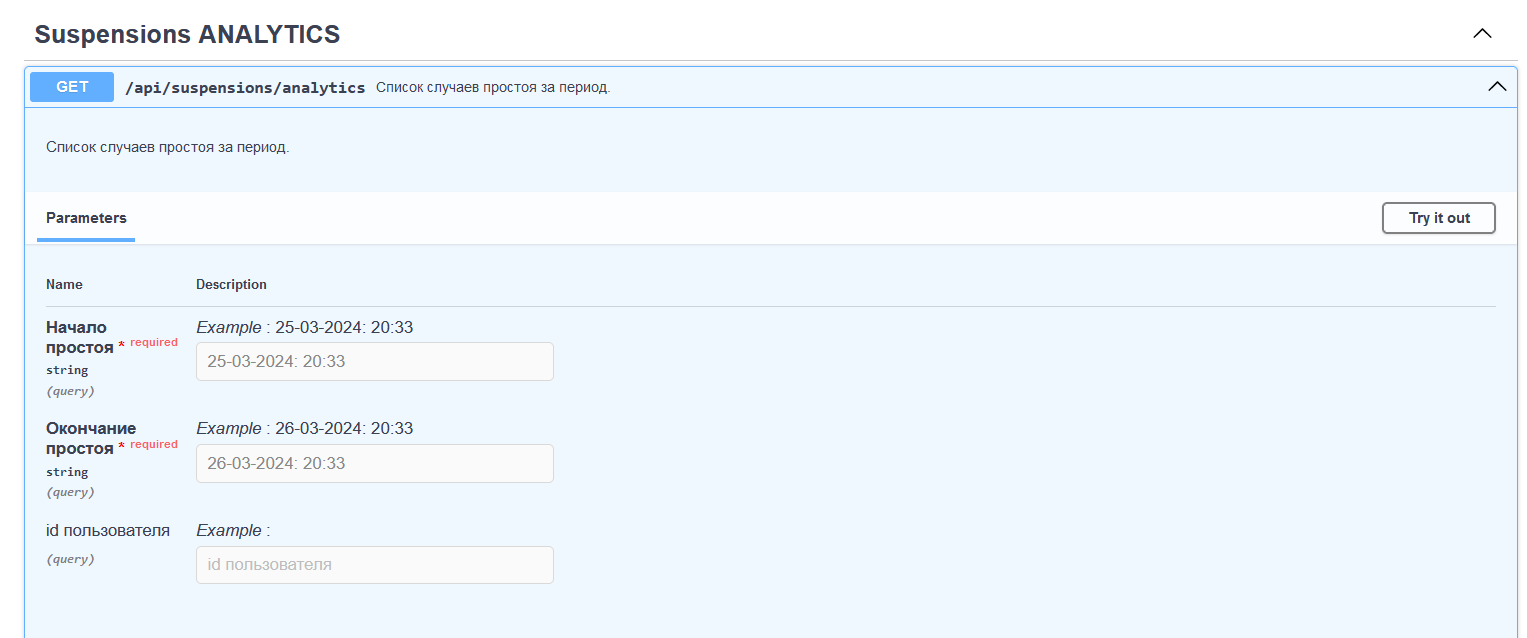 Suspensions ANALYTICS
GET /api/suspensions/analytics Список случаев простоя за период.
Список случаев простоя за период.
Parameters
Try it out
Name Description
Начало простоя * required
string
(query)
Example : 25-03-2024: 20:33
25-03-2024: 20:33
Окончание простоя * required
string
(query)
Example : 26-03-2024: 20:33
26-03-2024: 20:33
id пользователя
(query)
Example :
id пользователя